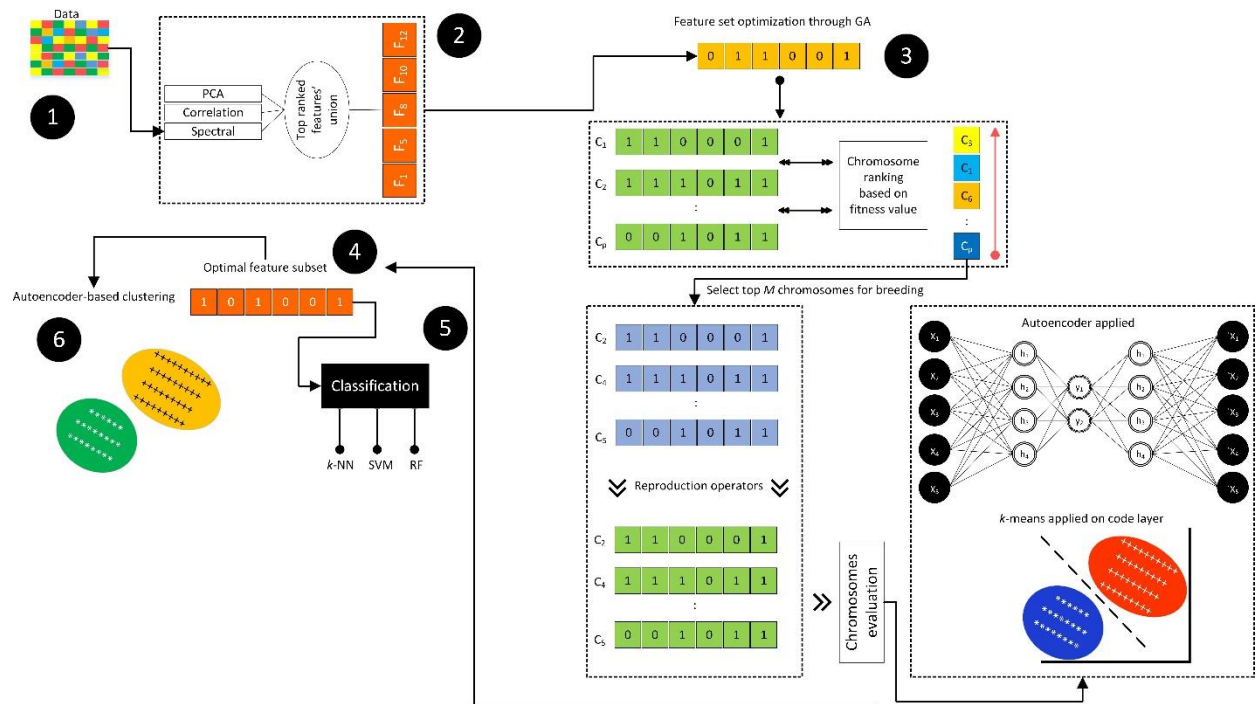 Data
1
PCA
Correlation
Spectral
Top ranked
features'
union
2
F12
F10
F8
F5
F1
Feature set optimization through GA
0 1 1 0 0 1
3
C1 1 1 0 0 0 1
C2 1 1 1 0 1 1
:
Cp 0 0 1 0 1 1
Chromosome
ranking
based on
fitness value
C3
C1
C6
:
Cp
Select top M chromosomes for breeding
C2 1 1 0 0 0 1
C4 1 1 1 0 1 1
:
C5 0 0 1 0 1 1
Reproduction operators
C2 1 1 0 0 0 1
C4 1 1 1 0 1 1
:
C5 0 0 1 0 1 1
Chromosomes
evaluation
Autoencoder applied
X1 h1 y1 h1 `X1
X2 h2 y2 h2 `X2
X3 h3 h3 `X3
X4 h4 h4 `X4
X5 `X5
k-means applied on code layer
4
Optimal feature subset
1 0 1 0 0 1
5
Classification
k-NN SVM RF
Autoencoder-based clustering
6